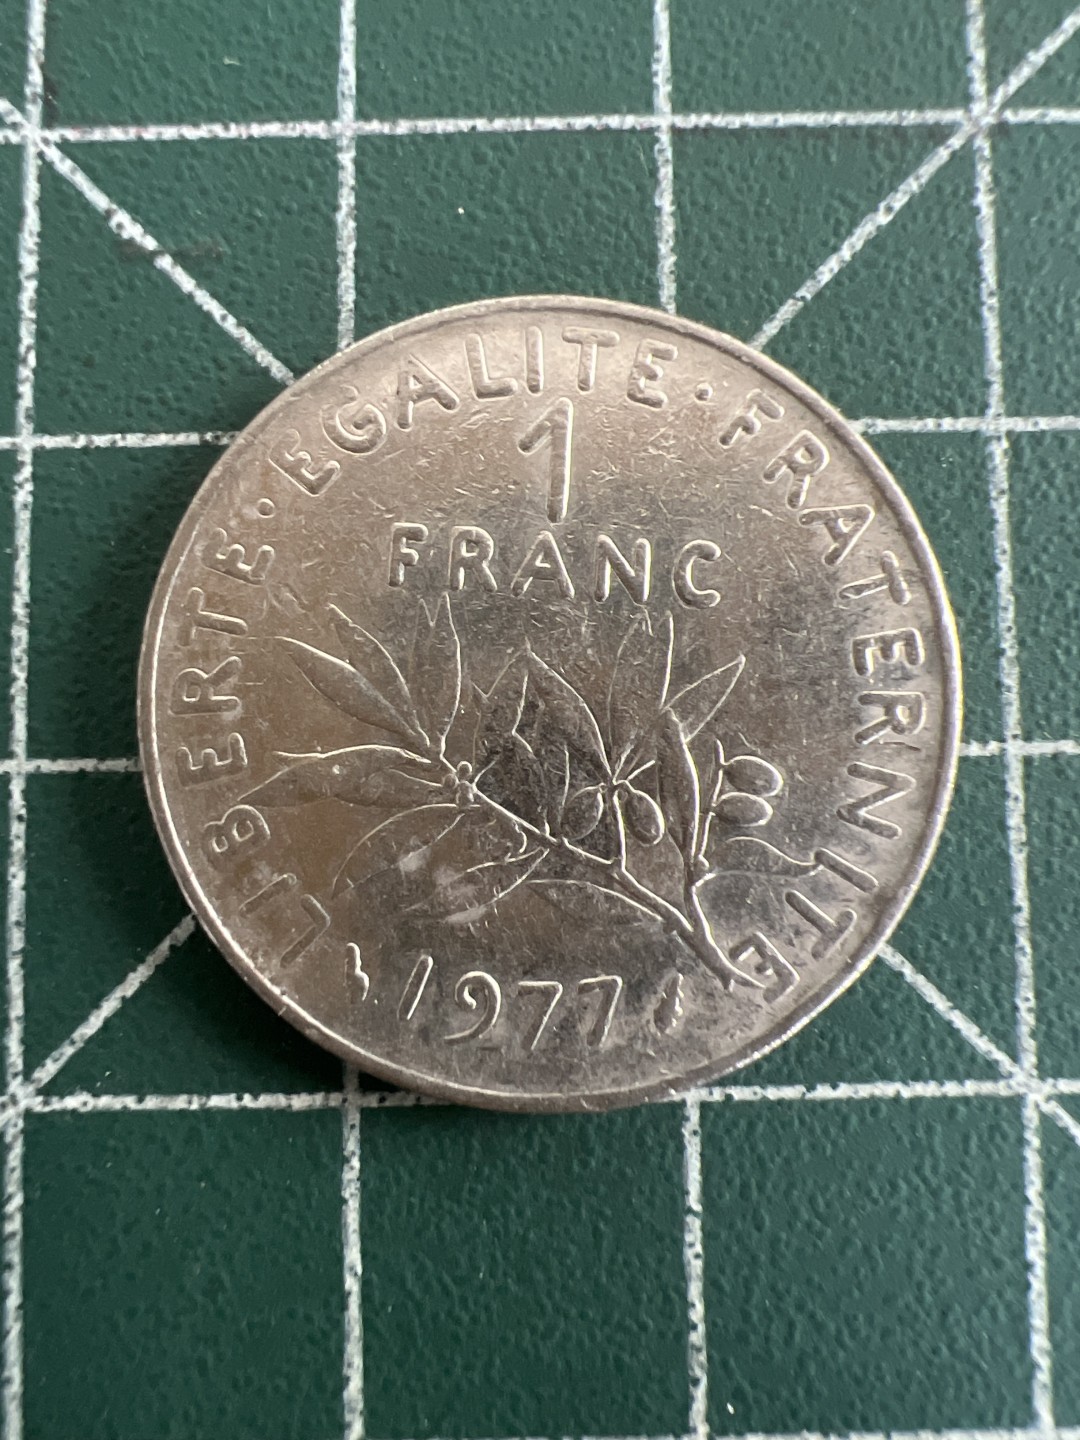 LIBERTE · EGALITE · FRATERNITE
1
FRANC
1977